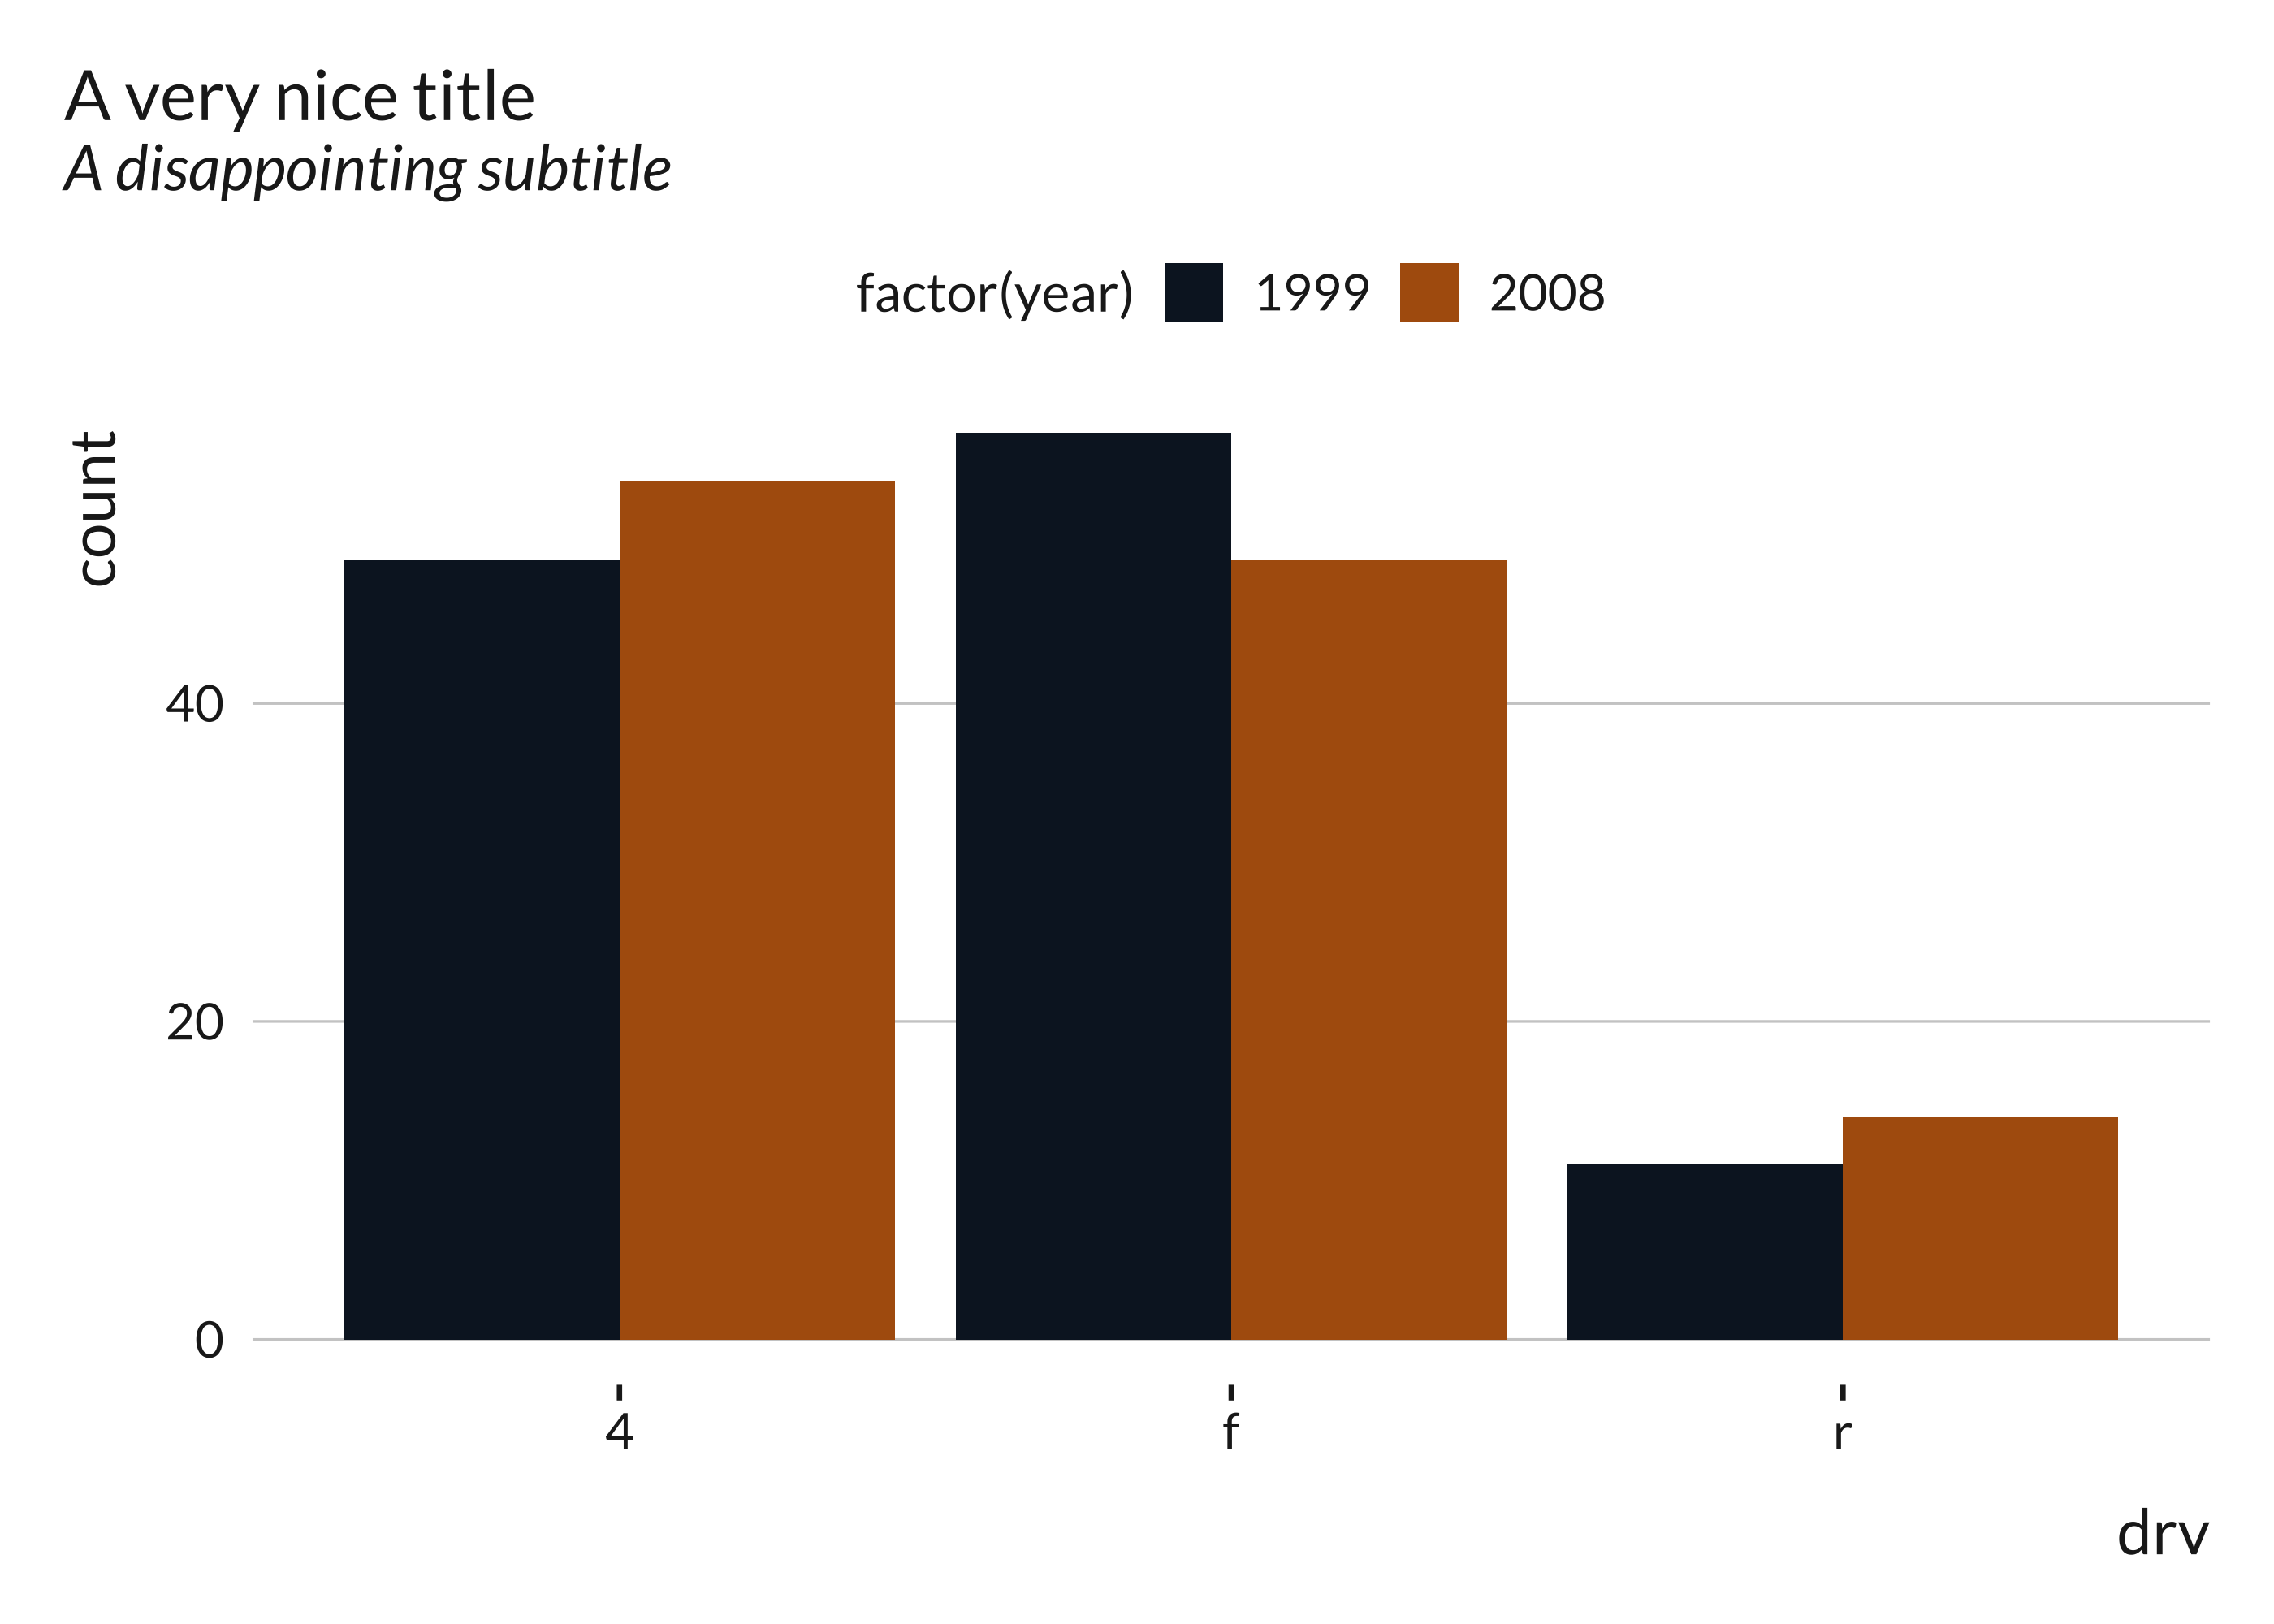 A very nice title
A disappointing subtitle
factor(year) 1999 2008
count
40
20
0
4 f r
drv